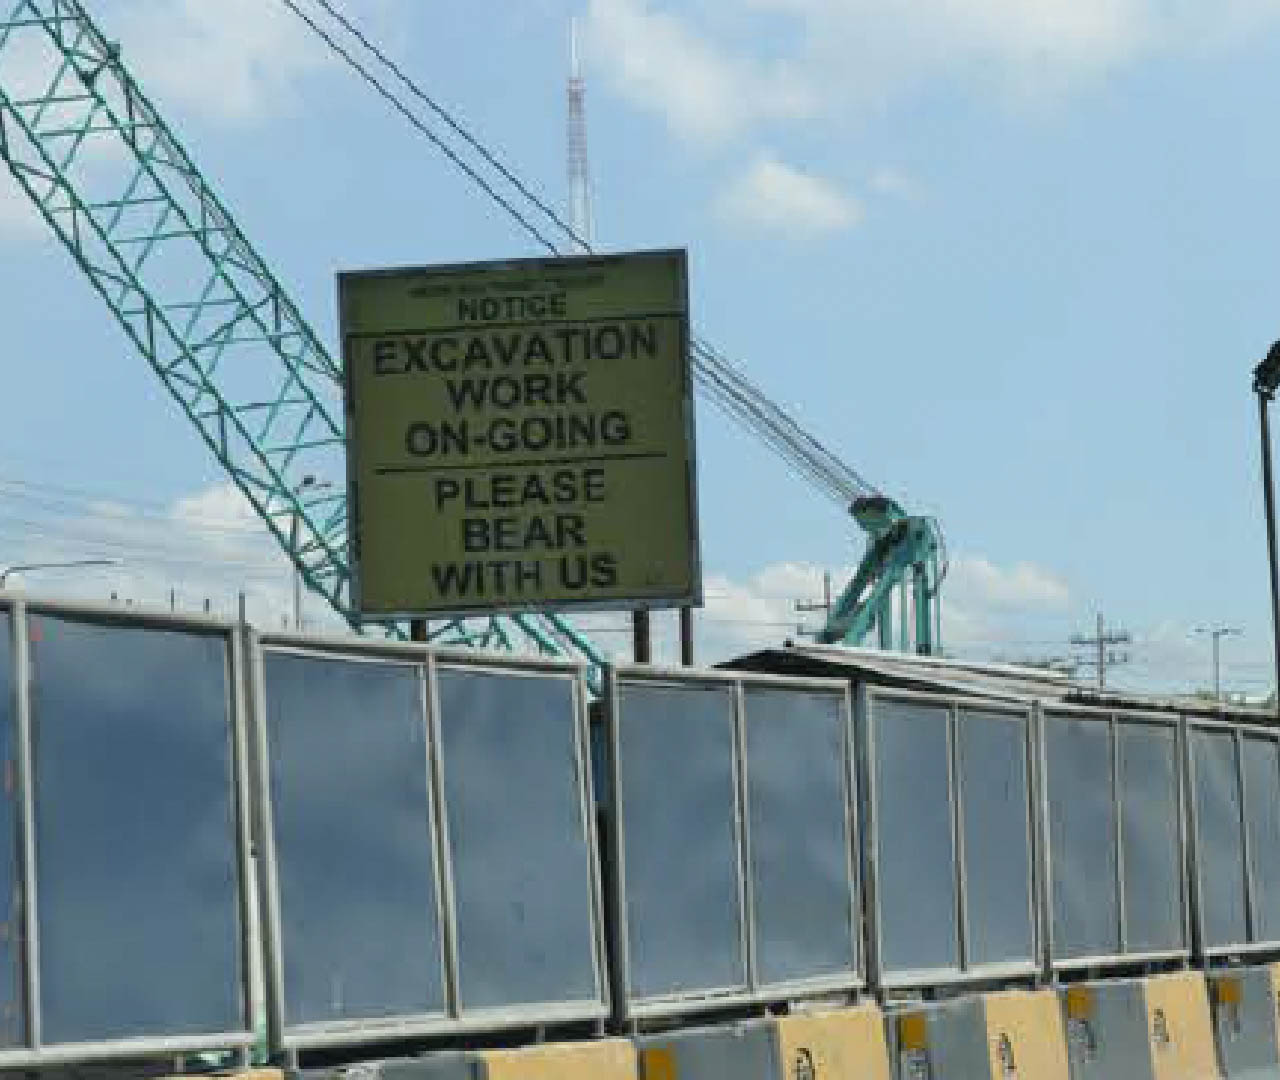 NOTICE
EXCAVATION
WORK
ON-GOING
PLEASE
BEAR
WITH US